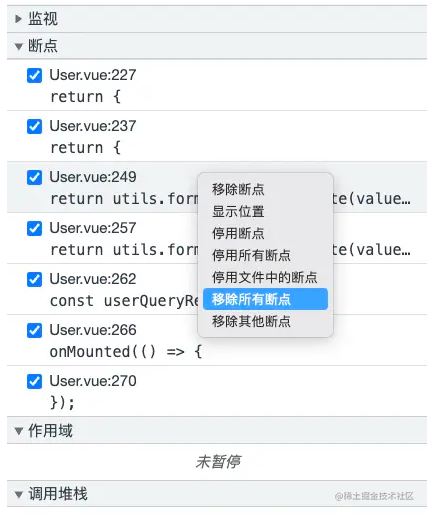 监视
断点
User.vue:227
return {
User.vue:237
return {
User.vue:249
return utils.form te(value…
User.vue:257
return utils.form te(value…
User.vue:262
const userQueryRe
User.vue:266
onMounted(() => {
User.vue:270
});
移除断点
显示位置
停用断点
停用所有断点
停用文件中的断点
移除所有断点
移除其他断点
作用域
未暂停
调用堆栈
@稀土掘金技术社区